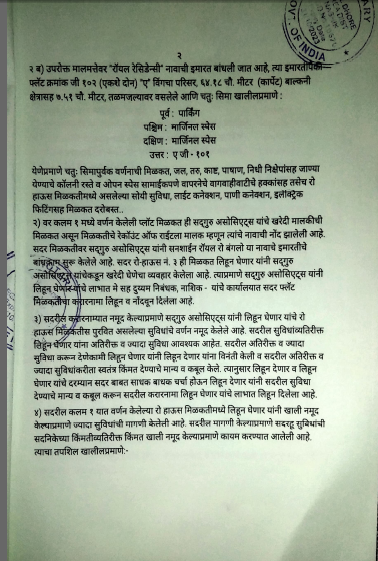 २
२ ब) उपरोक्त मालमत्तेवर "रॉयल रेसिडेन्सी" नावाची इमारत बांधली जात आहे, त्या इमारतीपैकी
फ्लॅट क्रमांक जी १०२ (एकशे दोन) "ए" विंगचा परिसर, ६४.१८ चौ. मीटर (कार्पेट) बाल्कनी
क्षेत्रासह ७.५१ चौ. मीटर, तळमजल्यावर वसलेले आणि चतुः सिमा खालीलप्रमाणे :
पूर्व : पार्किंग
पश्चिम : मार्जिनल स्पेस
दक्षिण : मार्जिनल स्पेस
उत्तर : ए जी - १०१
येणेप्रमाणे चतुः सिमापुर्वक वर्णनाची मिळकत, जल, तरु, काष्ट, पाषाण, निधी निक्षेपांसह जाण्या
येण्याचे कॉलनी रस्ते व ओपन स्पेस सामाईकपणे वापरनेचे वागवाहीवाटीचे हक्कांसह तसेच रो
हाऊस मिळकतीमध्ये असलेल्या सोयी सुविधा, लाईट कनेक्शन, पाणी कनेक्शन, इलेक्ट्रिक
फिटिंगसह मिळकत दरोबस्त..
२) वर कलम १ मध्ये वर्णन केलेली प्लॉट मिळकत ही सद्गुरु असोसिएट्स यांचे खरेदी मालकीची
मिळकत असून मिळकतीचे रेकॉर्ड ऑफ राईटला मालक म्हणून त्यांचे नावाची नोंद झालेली आहे.
सदर मिळकतीवर सद्गुरु असोसिएट्स यांनी सनशाईन रॉयल रो बंगलो या नावाचे इमारतीचे
बांधकाम सुरु केलेले आहे. सदर रो-हाऊस नं. ३ ही मिळकत लिहून घेणार यांनी सद्गुरु
असोसिएट्स यांचेकडून खरेदी घेणेचा व्यवहार केलेला आहे. त्याप्रमाणे सद्गुरु असोसिएट्स यांनी
लिहून घेणार यांचे लाभात मे सह दुय्यम निबंधक, नाशिक - यांचे कार्यालयात सदर फ्लॅट
मिळकतीचा करारनामा लिहून व नोंदवून दिलेला आहे.
३) सदरील करारनाम्यात नमूद केल्याप्रमाणे सद्गुरु असोसिएट्स यांनी लिहून घेणार यांचे रो
हाऊस मिळकतीस पुरवित असलेल्या सुविधांचे वर्णन नमूद केलेले आहे. सदरील सुविधांव्यतिरीक्त
लिहून घेणार यांना अतिरीक्त व ज्यादा सुविधा आवश्यक आहेत. सदरील अतिरीक्त व ज्यादा
सुविधा करून देणेकामी लिहून घेणार यांनी लिहून देणार यांना विनंती केली व सदरील अतिरीक्त व
ज्यादा सुविधांकरीता स्वतंत्र किंमत देण्याचे मान्य व कबूल केले. त्यानुसार लिहून देणार व लिहून
घेणार यांचे दरम्यान सदर बाबत साधक बाधक चर्चा होऊन लिहून देणार यांनी सदरील सुविधा
देण्याचे मान्य व कबूल करून सदरील करारनामा लिहून घेणार यांचे लाभात लिहून दिलेला आहे.
४) सदरील कलम १ यात वर्णन केलेल्या रो हाऊस मिळकतीमध्ये लिहून घेणार यांनी खाली नमूद
केल्याप्रमाणे ज्यादा सुविधांची मागणी केलेली आहे. सदरील मागणी केल्याप्रमाणे सदरहू सुविधांची
सदनिकेच्या किंमतीव्यतिरीक्त किंमत खाली नमूद केल्याप्रमाणे कायम करण्यात आलेली आहे.
त्याचा तपशिल खालीलप्रमाणे:-
OF INDIA